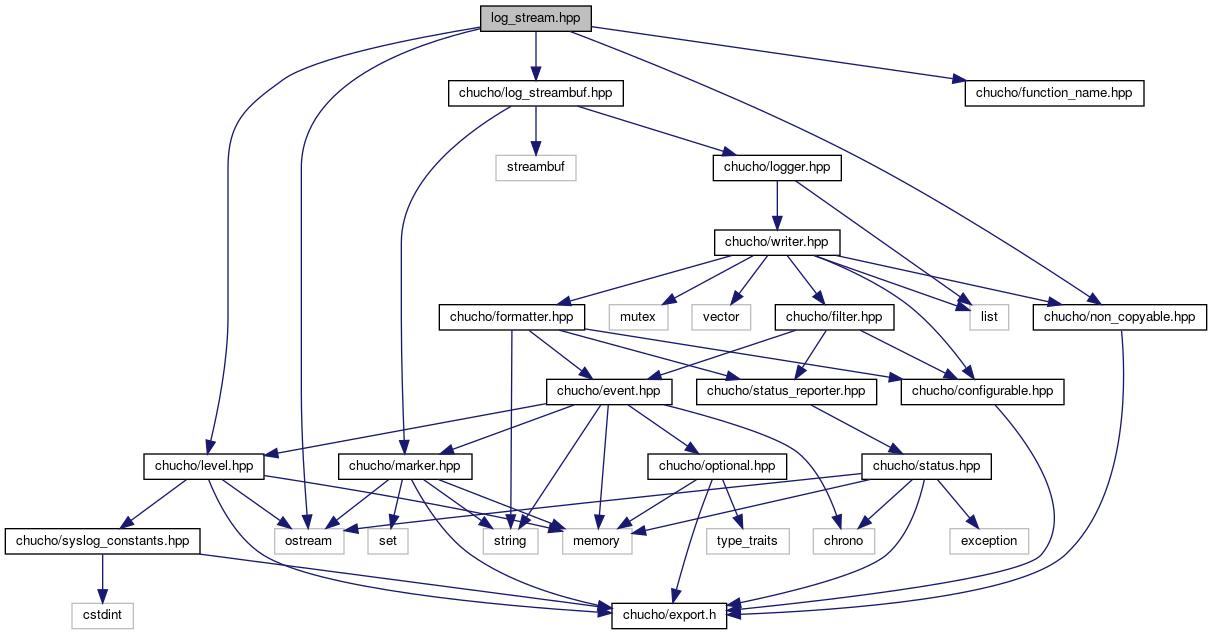 log_stream.hpp
chucho/log_streambuf.hpp
chucho/function_name.hpp
streambuf
chucho/logger.hpp
chucho/writer.hpp
chucho/formatter.hpp
mutex
vector
chucho/filter.hpp
list
chucho/non_copyable.hpp
chucho/event.hpp
chucho/status_reporter.hpp
chucho/configurable.hpp
chucho/level.hpp
chucho/marker.hpp
chucho/optional.hpp
chucho/status.hpp
chucho/syslog_constants.hpp
ostream
set
string
memory
type_traits
chrono
exception
cstdint
chucho/export.h